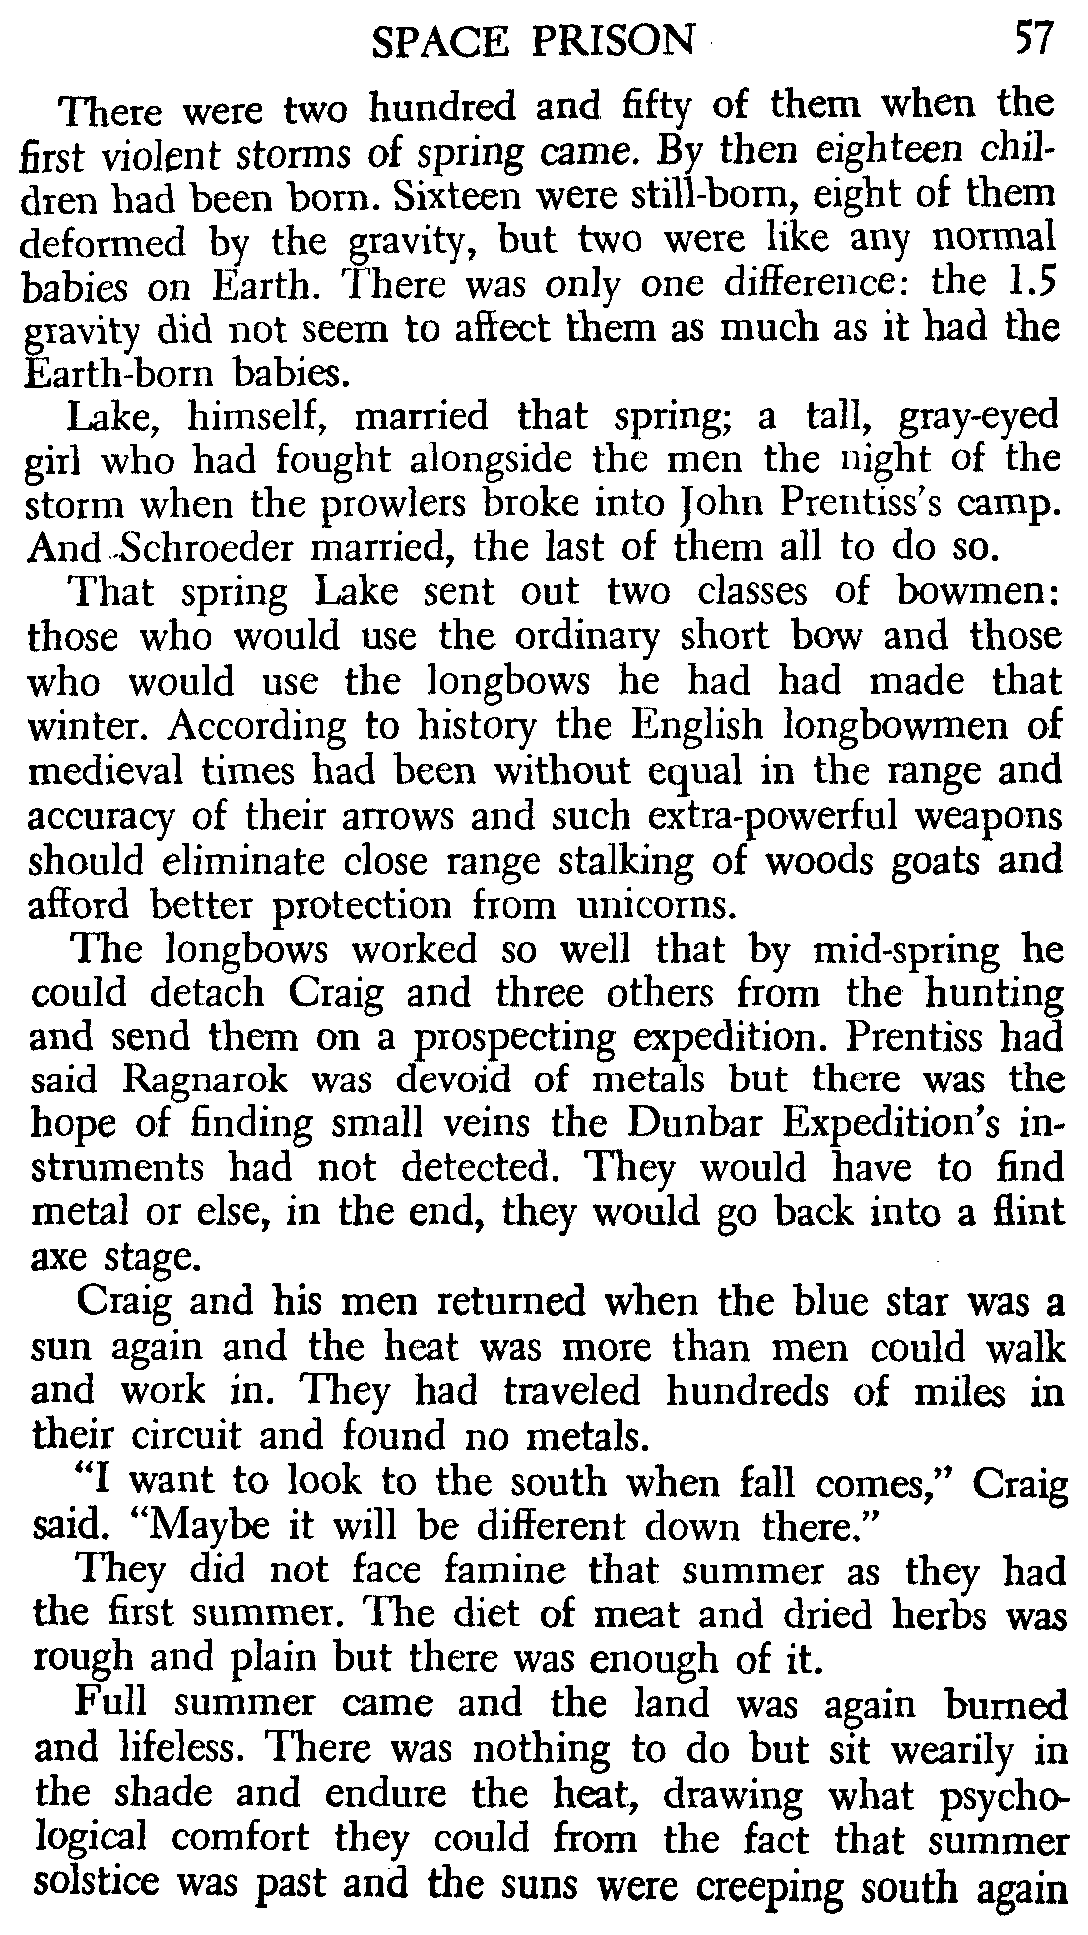 SPACE PRISON 57
There were two hundred and fifty of them when the
first violent storms of spring came. By then eighteen chil-
dren had been born. Sixteen were still-born, eight of them
deformed by the gravity, but two were like any normal
babies on Earth. There was only one difference: the 1.5
gravity did not seem to affect them as much as it had the
Earth-born babies.
Lake, himself, married that spring; a tall, gray-eyed
girl who had fought alongside the men the night of the
storm when the prowlers broke into John Prentiss's camp.
And Schroeder married, the last of them all to do so.
That spring Lake sent out two classes of bowmen:
those who would use the ordinary short bow and those
who would use the longbows he had had made that
winter. According to history the English longbowmen of
medieval times had been without equal in the range and
accuracy of their arrows and such extra-powerful weapons
should eliminate close range stalking of woods goats and
afford better protection from unicorns.
The longbows worked so well that by mid-spring he
could detach Craig and three others from the hunting
and send them on a prospecting expedition. Prentiss had
said Ragnarok was devoid of metals but there was the
hope of finding small veins the Dunbar Expedition's in-
struments had not detected. They would have to find
metal or else, in the end, they would go back into a flint
axe stage.
Craig and his men returned when the blue star was a
sun again and the heat was more than men could walk
and work in. They had traveled hundreds of miles in
their circuit and found no metals.
"I want to look to the south when fall comes," Craig
said. "Maybe it will be different down there."
They did not face famine that summer as they had
the first summer. The diet of meat and dried herbs was
rough and plain but there was enough of it.
Full summer came and the land was again burned
and lifeless. There was nothing to do but sit wearily in
the shade and endure the heat, drawing what psycho-
logical comfort they could from the fact that summer
solstice was past and the suns were creeping south again